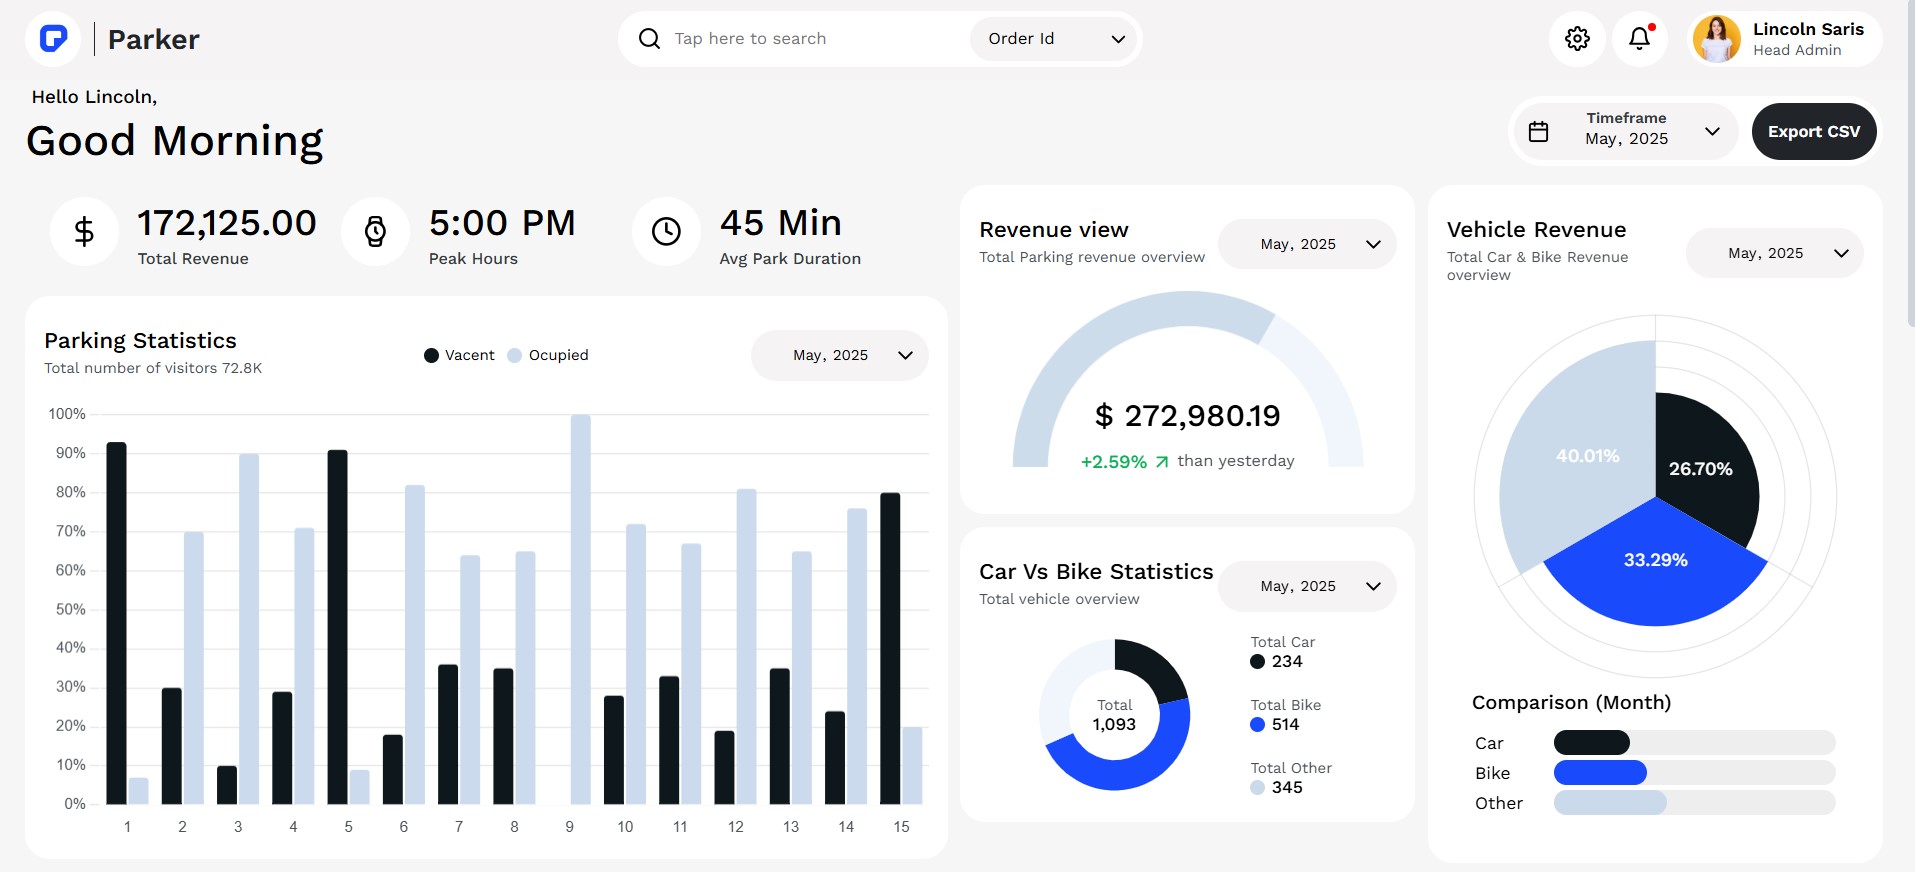 Parker
Tap here to search
Order Id
Lincoln Saris
Head Admin
Hello Lincoln,
Good Morning
Timeframe
May, 2025
Export CSV
172,125.00
Total Revenue
5:00 PM
Peak Hours
45 Min
Avg Park Duration
Parking Statistics
Total number of visitors 72.8K
Vacent
Ocupied
May, 2025
100%
90%
80%
70%
60%
50%
40%
30%
20%
10%
0%
1 2 3 4 5 6 7 8 9 10 11 12 13 14 15
Revenue view
Total Parking revenue overview
May, 2025
$ 272,980.19
+2.59% than yesterday
Car Vs Bike Statistics
Total vehicle overview
May, 2025
Total
1,093
Total Car
234
Total Bike
514
Total Other
345
Vehicle Revenue
Total Car & Bike Revenue
overview
May, 2025
40.01%
26.70%
33.29%
Comparison (Month)
Car
Bike
Other